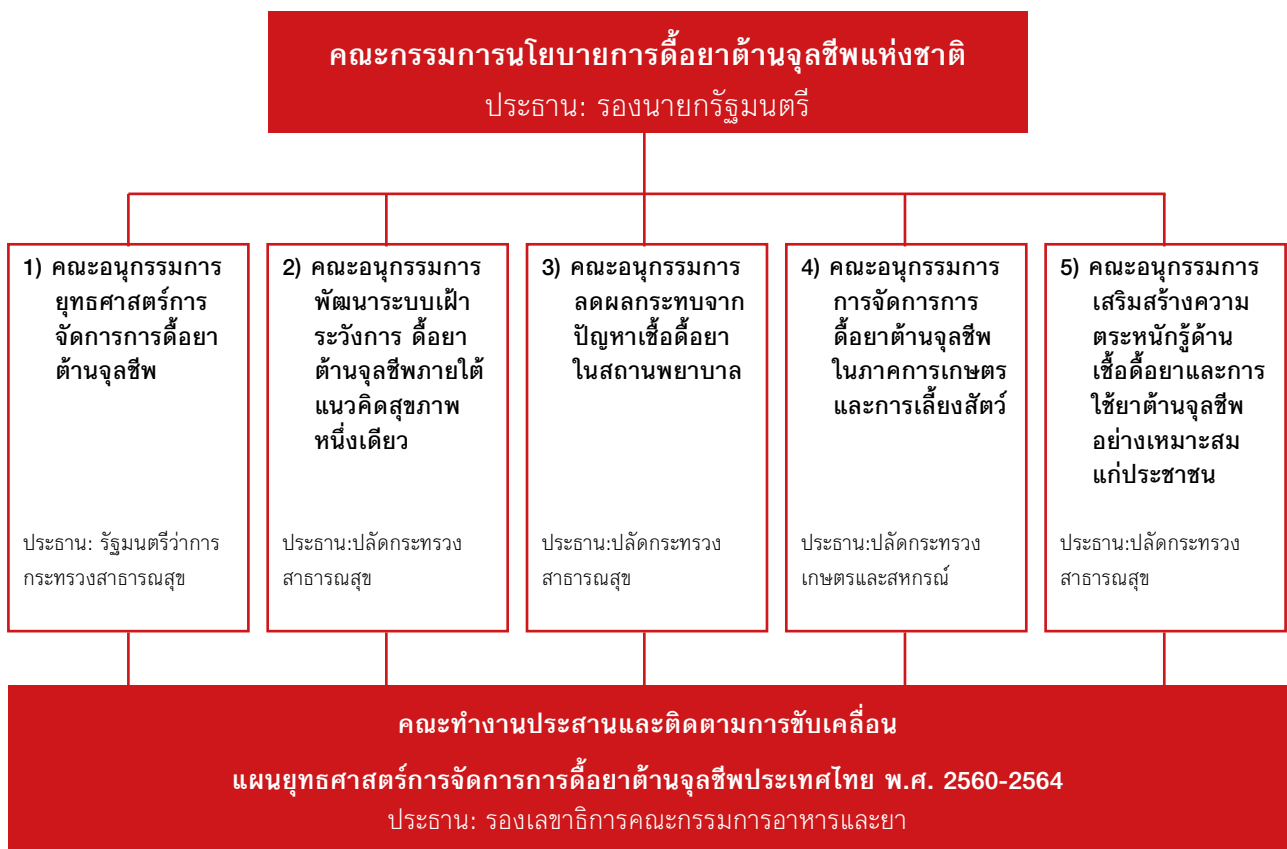 คณะกรรมการนโยบายการดื้อยาต้านจุลชีพแห่งชาติ
ประธาน: รองนายกรัฐมนตรี
1) คณะอนุกรรมการ
ยุทธศาสตร์การ
จัดการการดื้อยา
ต้านจุลชีพ
ประธาน: รัฐมนตรีว่าการ
กระทรวงสาธารณสุข
2) คณะอนุกรรมการ
พัฒนาระบบเฝ้า
ระวังการ ดื้อยา
ต้านจุลชีพภายใต้
แนวคิดสุขภาพ
หนึ่งเดียว
ประธาน:ปลัดกระทรวง
สาธารณสุข
3) คณะอนุกรรมการ
ลดผลกระทบจาก
ปัญหาเชื้อดื้อยา
ในสถานพยาบาล
ประธาน:ปลัดกระทรวง
สาธารณสุข
4) คณะอนุกรรมการ
การจัดการการ
ดื้อยาต้านจุลชีพ
ในภาคการเกษตร
และการเลี้ยงสัตว์
ประธาน:ปลัดกระทรวง
เกษตรและสหกรณ์
5) คณะอนุกรรมการ
เสริมสร้างความ
ตระหนักรู้ด้าน
เชื้อดื้อยาและการ
ใช้ยาต้านจุลชีพ
อย่างเหมาะสม
แก่ประชาชน
ประธาน:ปลัดกระทรวง
สาธารณสุข
คณะทำงานประสานและติดตามการขับเคลื่อน
แผนยุทธศาสตร์การจัดการการดื้อยาต้านจุลชีพประเทศไทย พ.ศ. 2560-2564
ประธาน: รองเลขาธิการคณะกรรมการอาหารและยา